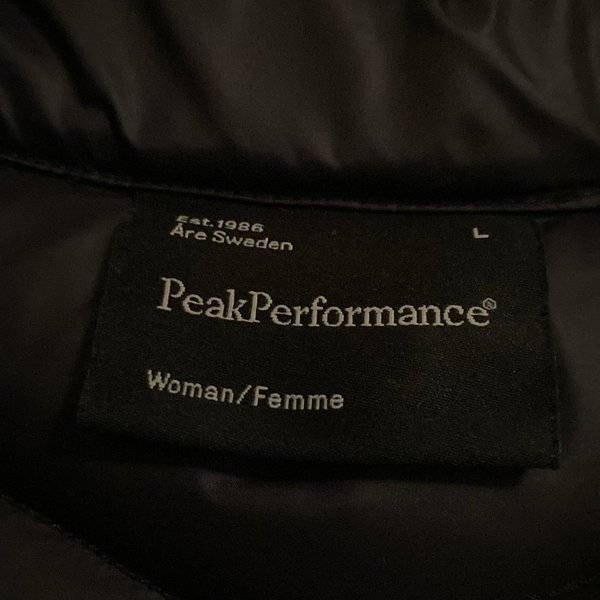 Est.1986
Åre Sweden
L
PeakPerformance®
Woman/Femme